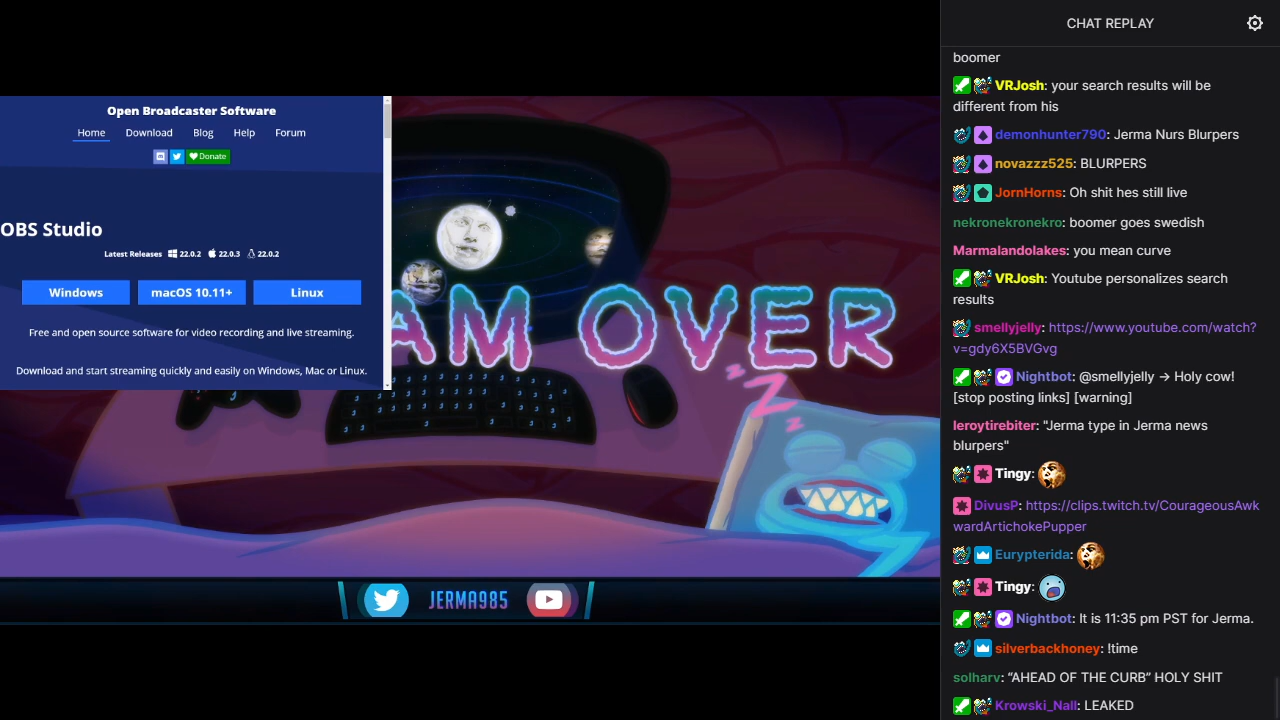 Open Broadcaster Software
Home Download Blog Help Forum
Donate
OBS Studio
Latest Releases 22.0.2 22.0.3 22.0.2
Windows macOS 10.11+ Linux
Free and open source software for video recording and live streaming.
Download and start streaming quickly and easily on Windows, Mac or Linux.
AM OVER
z
Z
z
JERMA985
CHAT REPLAY
boomer
VRJosh: your search results will be
different from his
demonhunter790: Jerma Nurs Blurpers
novazzz525: BLURPERS
JornHorns: Oh shit hes still live
nekronekronekro: boomer goes swedish
Marmalandolakes: you mean curve
VRJosh: Youtube personalizes search
results
smellyjelly: https://www.youtube.com/watch?
v=gdy6X5BVGvg
Nightbot: @smellyjelly → Holy cow!
[stop posting links] [warning]
leroytirebiter: "Jerma type in Jerma news
blurpers"
Tingy:
DivusP: https://clips.twitch.tv/CourageousAwk
wardArtichokePupper
Eurypterida:
Tingy:
Nightbot: It is 11:35 pm PST for Jerma.
silverbackhoney: !time
solharv: “AHEAD OF THE CURB” HOLY SHIT
Krowski_Nall: LEAKED